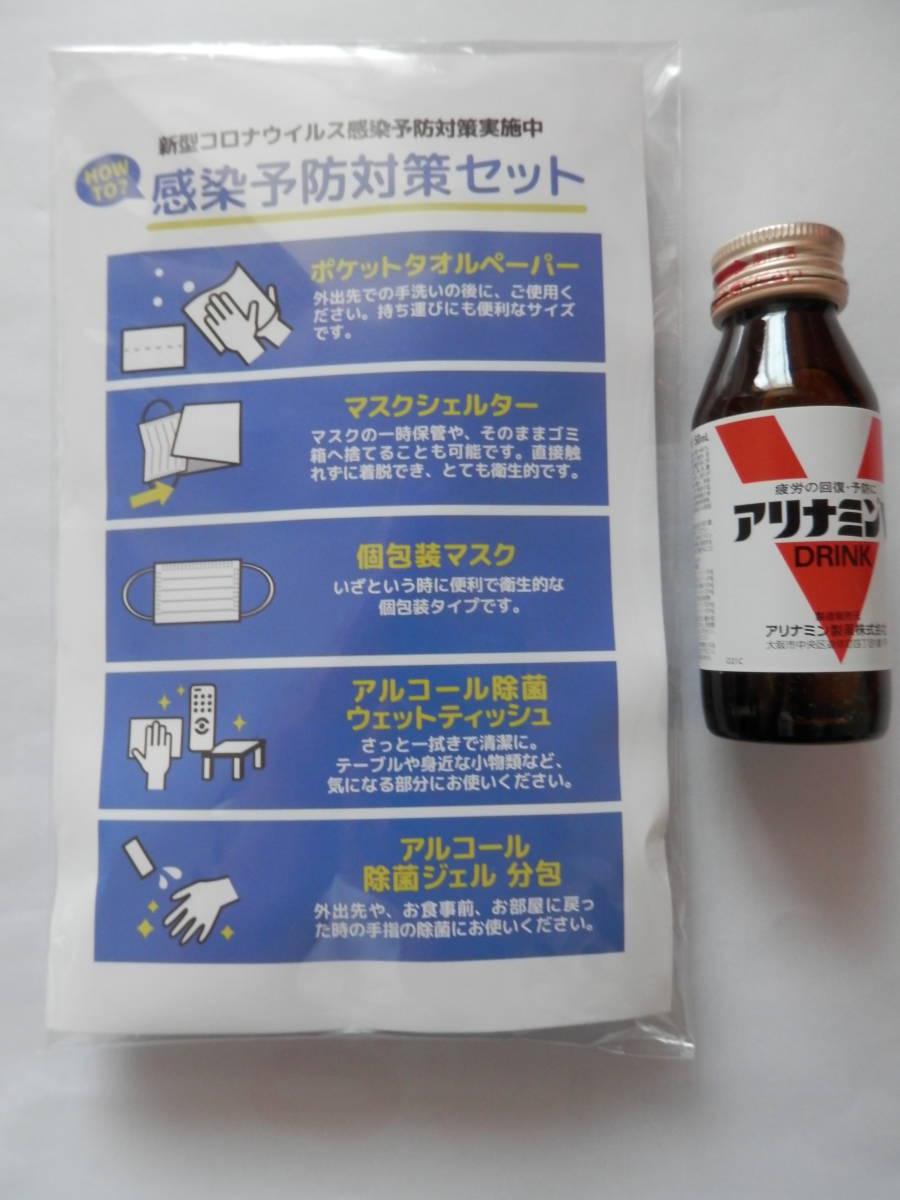 新型コロナウイルス感染予防対策実施中
HOW
TO?
感染予防対策セット
ポケットタオルペーパー
外出先での手洗いの後に、ご使用く
ださい。持ち運びにも便利なサイズ
です。
マスクシェルター
マスクの一時保管や、そのままゴミ
箱へ捨てることも可能です。直接触
れずに着脱でき、とても衛生的です。
個包装マスク
いざという時に便利で衛生的な
個包装タイプです。
アルコール除菌
ウェットティッシュ
さっと一拭きで清潔に。
テーブルや身近な小物類など、
気になる部分にお使いください。
アルコール
除菌ジェル 分包
外出先や、お食事前、お部屋に戻っ
た時の手指の除菌にお使いください。
50mL
疲労の回復・予防に
アリナミンV
DRINK
アリナミン製薬株式会社
大阪市中央区